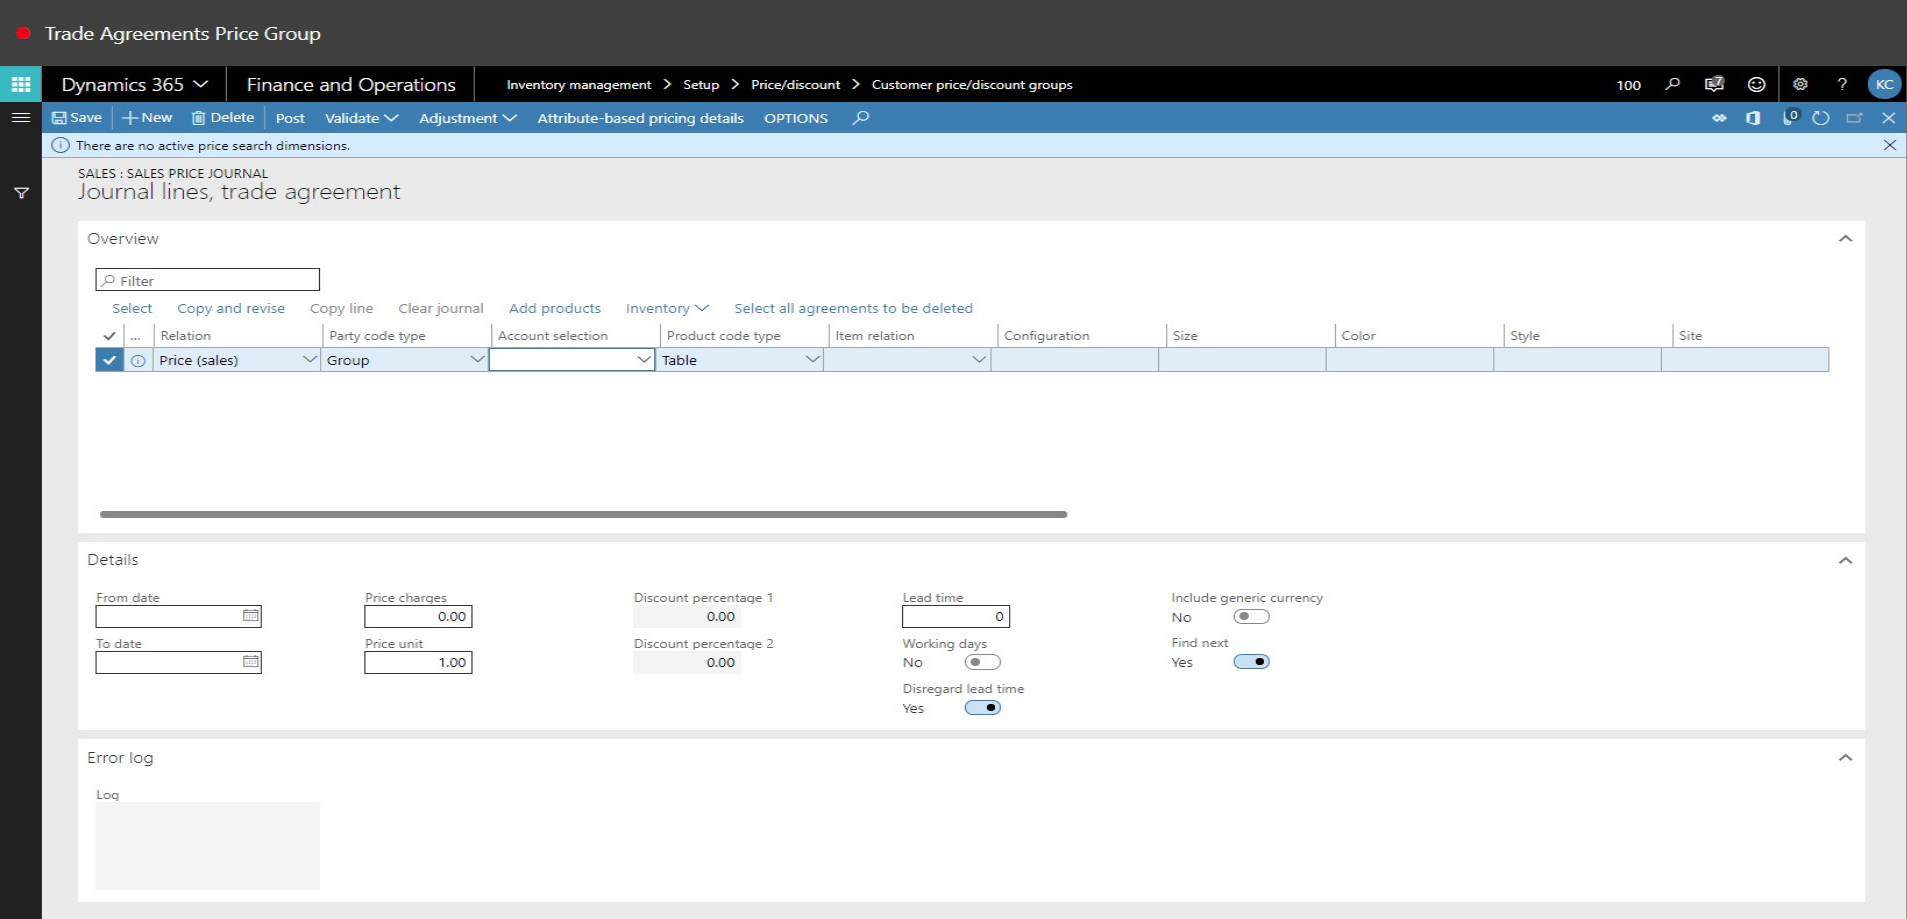 Trade Agreements Price Group
Dynamics 365 Finance and Operations Inventory management > Setup > Price/discount > Customer price/discount groups 100 7 ? KC
Save + New Delete Post Validate Adjustment Attribute-based pricing details OPTIONS 0
There are no active price search dimensions.
SALES : SALES PRICE JOURNAL
Journal lines, trade agreement
Overview
Filter
Select Copy and revise Copy line Clear journal Add products Inventory Select all agreements to be deleted
... Relation Party code type Account selection Product code type Item relation Configuration Size Color Style Site
Price (sales) Group Table
Details
From date Price charges Discount percentage 1 Lead time Include generic currency
0.00 0.00 0 No
To date Price unit Discount percentage 2 Working days Find next
1.00 0.00 No Yes
Disregard lead time
Yes
Error log
Log